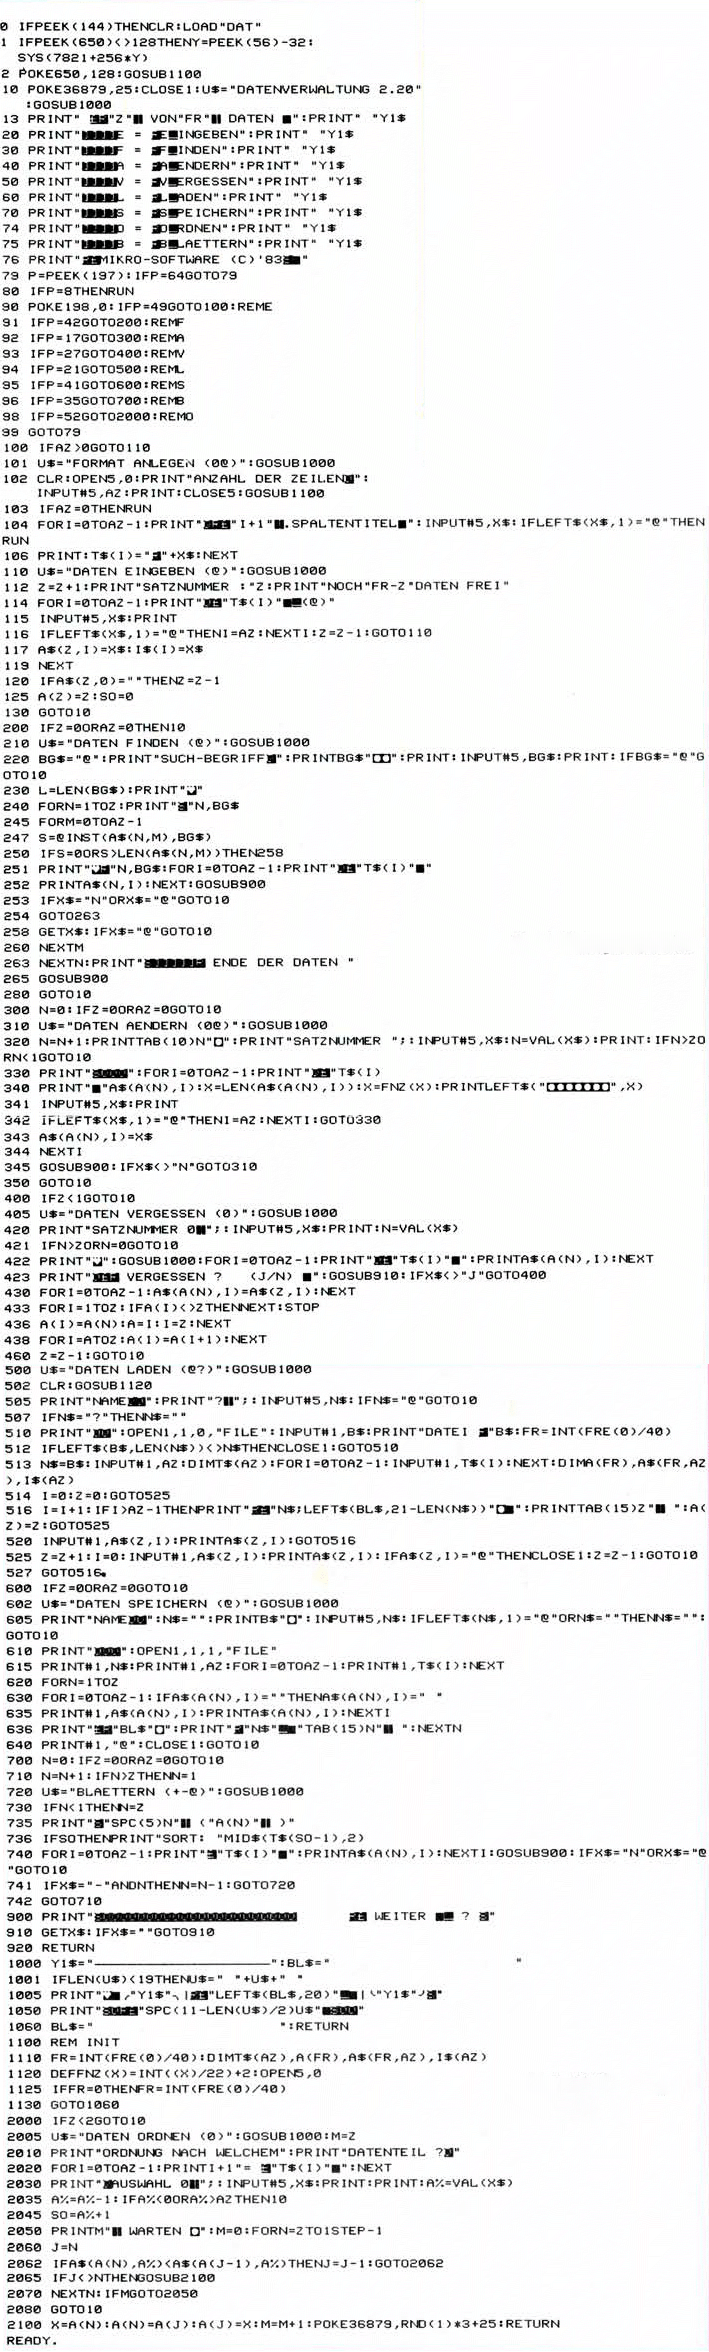 0 IFPEEK(144)THENCLR:LOAD"DAT"
1 IFPEEK(650)<>128THENY=PEEK(56)-32:
SYS(7821+256*Y)
2 POKE650,128:GOSUB1100
10 POKE36879,25:CLOSE1:U$="DATENVERWALTUNG 2.20"
:GOSUB1000
13 PRINT" "Z" VON"FR" DATEN ":PRINT" "Y1$
20 PRINT"E = E INGEBEN":PRINT" "Y1$
30 PRINT"F = F INDEN":PRINT" "Y1$
40 PRINT"A = A ENDERN":PRINT" "Y1$
50 PRINT"V = V ERGESSEN":PRINT" "Y1$
60 PRINT"L = L ADEN":PRINT" "Y1$
70 PRINT"S = S PEICHERN":PRINT" "Y1$
74 PRINT"O = O RDNEN":PRINT" "Y1$
75 PRINT"B = B LAETTERN":PRINT" "Y1$
76 PRINT"MIKRO-SOFTWARE (C)'83"
79 P=PEEK(197):IFP=64GOTO79
80 IFP=8THENRUN
90 POKE198,0:IFP=49GOTO100:REME
91 IFP=42GOTO200:REMF
92 IFP=17GOTO300:REMA
93 IFP=27GOTO400:REMV
94 IFP=21GOTO500:REML
95 IFP=41GOTO600:REMS
96 IFP=35GOTO700:REMB
98 IFP=52GOTO2000:REMO
99 GOTO79
100 IFAZ>0GOTO110
101 U$="FORMAT ANLEGEN (0@)":GOSUB1000
102 CLR:OPEN5,0:PRINT"ANZAHL DER ZEILEN":
INPUT#5,AZ:PRINT:CLOSE5:GOSUB1100
103 IFAZ=0THENRUN
104 FORI=0TOAZ-1:PRINT""I+1".SPALTENTITEL":INPUT#5,X$:IFLEFT$(X$,1)="@"THEN
RUN
106 PRINT:T$(I)=""+X$:NEXT
110 U$="DATEN EINGEBEN (@)":GOSUB1000
112 Z=Z+1:PRINT"SATZNUMMER :"Z:PRINT"NOCH"FR-Z"DATEN FREI"
114 FORI=0TOAZ-1:PRINT""T$(I)"(@)"
115 INPUT#5,X$:PRINT
116 IFLEFT$(X$,1)="@"THENI=AZ:NEXTI:Z=Z-1:GOTO110
117 A$(Z,I)=X$:I$(I)=X$
119 NEXT
120 IFA$(Z,0)=""THENZ=Z-1
125 A(Z)=Z:SO=0
130 GOTO10
200 IFZ=0ORAZ=0THEN10
210 U$="DATEN FINDEN (@)":GOSUB1000
220 BG$="@":PRINT"SUCH-BEGRIFF":PRINTBG$"":PRINT:INPUT#5,BG$:PRINT:IFBG$="@"G
OTO10
230 L=LEN(BG$):PRINT""
240 FORN=1TOZ:PRINT""N,BG$
245 FORM=0TOAZ-1
247 S=@INST(A$(N,M),BG$)
250 IFS=0ORS>LEN(A$(N,M))THEN258
251 PRINT""N,BG$:FORI=0TOAZ-1:PRINT""T$(I)""
252 PRINTA$(N,I):NEXT:GOSUB900
253 IFX$="N"ORX$="@"GOTO10
254 GOTO263
258 GETX$:IFX$="@"GOTO10
260 NEXTM
263 NEXTN:PRINT" ENDE DER DATEN "
265 GOSUB900
280 GOTO10
300 N=0:IFZ=0ORAZ=0GOTO10
310 U$="DATEN AENDERN (0@)":GOSUB1000
320 N=N+1:PRINTTAB(10)N"":PRINT"SATZNUMMER ";:INPUT#5,X$:N=VAL(X$):PRINT:IFN>ZO
RN<1GOTO10
330 PRINT"":FORI=0TOAZ-1:PRINT""T$(I)
340 PRINT""A$(A(N),I):X=LEN(A$(A(N),I)):X=FNZ(X):PRINTLEFT$("",X)
341 INPUT#5,X$:PRINT
342 IFLEFT$(X$,1)="@"THENI=AZ:NEXTI:GOTO330
343 A$(A(N),I)=X$
344 NEXTI
345 GOSUB900:IFX$<>"N"GOTO310
350 GOTO10
400 IFZ<1GOTO10
405 U$="DATEN VERGESSEN (0)":GOSUB1000
420 PRINT"SATZNUMMER 0";:INPUT#5,X$:PRINT:N=VAL(X$)
421 IFN>ZORN=0GOTO10
422 PRINT"":GOSUB1000:FORI=0TOAZ-1:PRINT""T$(I)"":PRINTA$(A(N),I):NEXT
423 PRINT" VERGESSEN ? (J/N) ":GOSUB910:IFX$<>"J"GOTO400
430 FORI=0TOAZ-1:A$(A(N),I)=A$(Z,I):NEXT
433 FORI=1TOZ:IFA(I)<>ZTHENNEXT:STOP
436 A(I)=A(N):A=I:I=Z:NEXT
438 FORI=ATOZ:A(I)=A(I+1):NEXT
460 Z=Z-1:GOTO10
500 U$="DATEN LADEN (@?)":GOSUB1000
502 CLR:GOSUB1120
505 PRINT"NAME":PRINT"?";:INPUT#5,N$:IFN$="@"GOTO10
507 IFN$="?"THENN$=""
510 PRINT"":OPEN1,1,0,"FILE":INPUT#1,B$:PRINT"DATEI "B$:FR=INT(FRE(0)/40)
512 IFLEFT$(B$,LEN(N$))<>N$THENCLOSE1:GOTO510
513 N$=B$:INPUT#1,AZ:DIMT$(AZ):FORI=0TOAZ-1:INPUT#1,T$(I):NEXT:DIMA(FR),A$(FR,AZ
),I$(AZ)
514 I=0:Z=0:GOTO525
516 I=I+1:IFI>AZ-1THENPRINT""N$;LEFT$(BL$,21-LEN(N$))"":PRINTTAB(15)Z" ":A(
Z)=Z:GOTO525
520 INPUT#1,A$(Z,I):PRINTA$(Z,I):GOTO516
525 Z=Z+1:I=0:INPUT#1,A$(Z,I):PRINTA$(Z,I):IFA$(Z,I)="@"THENCLOSE1:Z=Z-1:GOTO10
527 GOTO516
600 IFZ=0ORAZ=0GOTO10
602 U$="DATEN SPEICHERN (@)":GOSUB1000
605 PRINT"NAME":N$="":PRINTB$"":INPUT#5,N$:IFLEFT$(N$,1)="@"ORN$=""THENN$="":
GOTO10
610 PRINT"":OPEN1,1,1,"FILE"
615 PRINT#1,N$:PRINT#1,AZ:FORI=0TOAZ-1:PRINT#1,T$(I):NEXT
620 FORN=1TOZ
630 FORI=0TOAZ-1:IFA$(A(N),I)=""THENA$(A(N),I)=" "
635 PRINT#1,A$(A(N),I):PRINTA$(A(N),I):NEXTI
636 PRINT""BL$"":PRINT""N$""TAB(15)N" ":NEXTN
640 PRINT#1,"@":CLOSE1:GOTO10
700 N=0:IFZ=0ORAZ=0GOTO10
710 N=N+1:IFN>ZTHENN=1
720 U$="BLAETTERN (+-@)":GOSUB1000
730 IFN<1THENN=Z
735 PRINT""SPC(5)N" ("A(N)" )"
736 IFSOTHENPRINT"SORT: "MID$(T$(SO-1),2)
740 FORI=0TOAZ-1:PRINT""T$(I)"":PRINTA$(A(N),I):NEXTI:GOSUB900:IFX$="N"ORX$="@
"GOTO10
741 IFX$="-"ANDNTHENN=N-1:GOTO720
742 GOTO710
900 PRINT" WEITER ? "
910 GETX$:IFX$=""GOTO910
920 RETURN
1000 Y1$="":BL$=" "
1001 IFLEN(U$)<19THENU$=" "+U$+" "
1005 PRINT""Y1$""LEFT$(BL$,20)""Y1$""
1050 PRINT""SPC(11-LEN(U$)/2)U$""
1060 BL$=" ":RETURN
1100 REM INIT
1110 FR=INT(FRE(0)/40):DIMT$(AZ),A(FR),A$(FR,AZ),I$(AZ)
1120 DEFFNZ(X)=INT((X)/22)+2:OPEN5,0
1125 IFFR=0THENFR=INT(FRE(0)/40)
1130 GOTO1060
2000 IFZ<2GOTO10
2005 U$="DATEN ORDNEN (0)":GOSUB1000:M=Z
2010 PRINT"ORDNUNG NACH WELCHEM":PRINT"DATENTEIL ?"
2020 FORI=0TOAZ-1:PRINTI+1"= "T$(I)"":NEXT
2030 PRINT"AUSWAHL 0";:INPUT#5,X$:PRINT:PRINT:A%=VAL(X$)
2035 A%=A%-1:IFA%<0ORA%>AZTHEN10
2045 SO=A%+1
2050 PRINTM" WARTEN ":M=0:FORN=ZTO1STEP-1
2060 J=N
2062 IFA$(A(N),A%)<A$(A(J-1),A%)THENJ=J-1:GOTO2062
2065 IFJ<>NTHENGOSUB2100
2070 NEXTN:IFMGOTO2050
2080 GOTO10
2100 X=A(N):A(N)=A(J):A(J)=X:M=M+1:POKE36879,RND(1)*3+25:RETURN
READY.